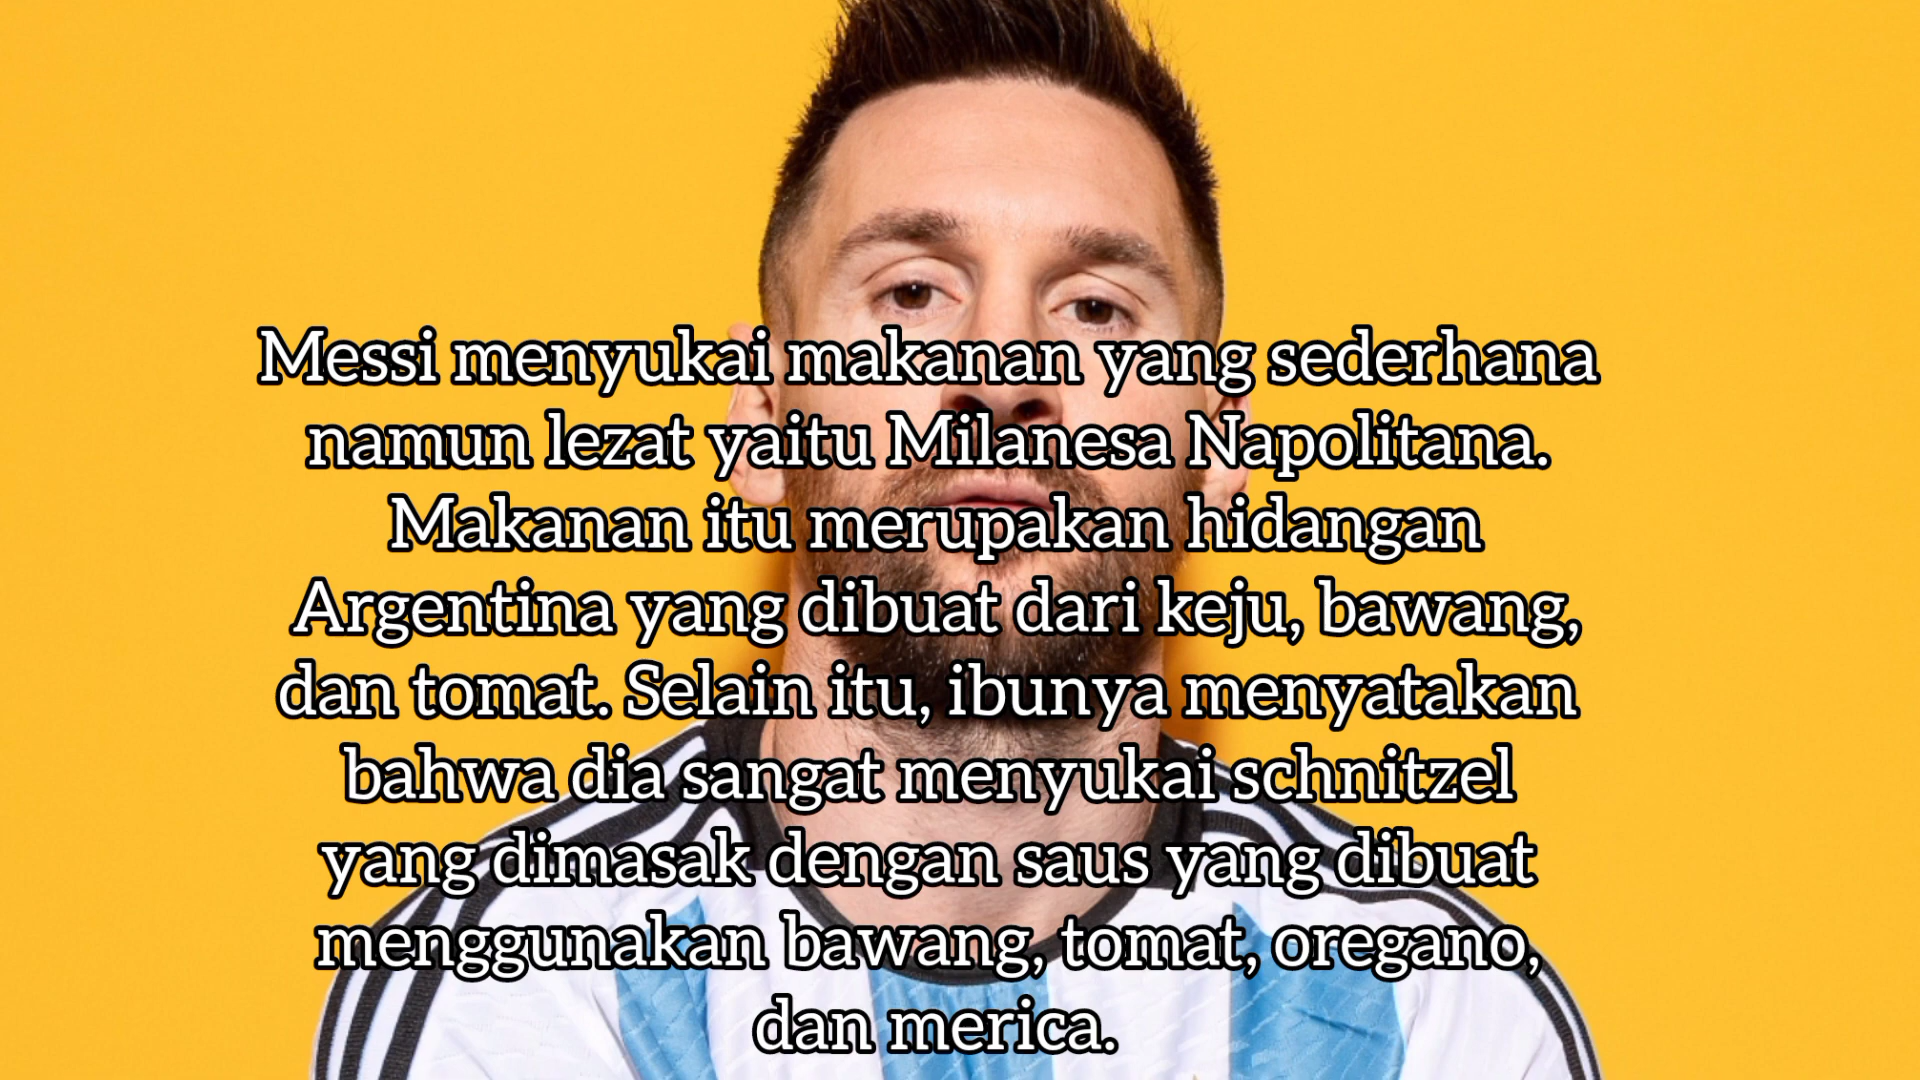 Messi menyukai makanan yang sederhana
namun lezat yaitu Milanesa Napolitana.
Makanan itu merupakan hidangan
Argentina yang dibuat dari keju, bawang,
dan tomat. Selain itu, ibunya menyatakan
bahwa dia sangat menyukai schnitzel
yang dimasak dengan saus yang dibuat
menggunakan bawang, tomat, oregano,
dan merica.